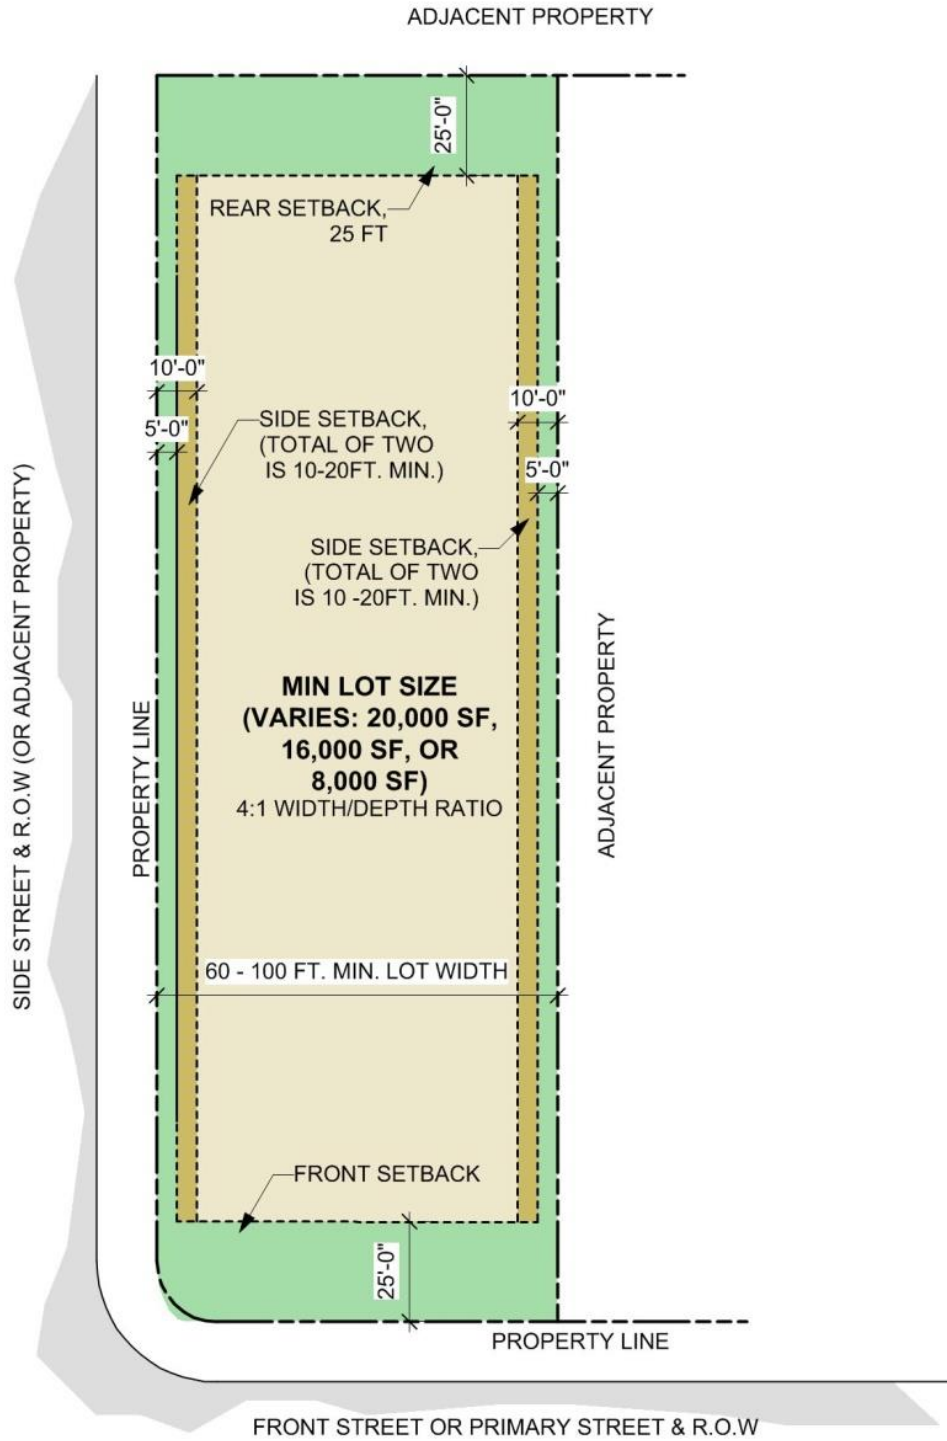 ADJACENT PROPERTY
25'-0"
REAR SETBACK,
25 FT
10'-0"
10'-0"
5'-0"
SIDE SETBACK,
(TOTAL OF TWO
IS 10-20FT. MIN.)
5'-0"
SIDE SETBACK,
(TOTAL OF TWO
IS 10 -20FT. MIN.)
SIDE STREET & R.O.W (OR ADJACENT PROPERTY)
PROPERTY LINE
MIN LOT SIZE
(VARIES: 20,000 SF,
16,000 SF, OR
8,000 SF)
4:1 WIDTH/DEPTH RATIO
ADJACENT PROPERTY
60 - 100 FT. MIN. LOT WIDTH
FRONT SETBACK
25'-0"
PROPERTY LINE
FRONT STREET OR PRIMARY STREET & R.O.W